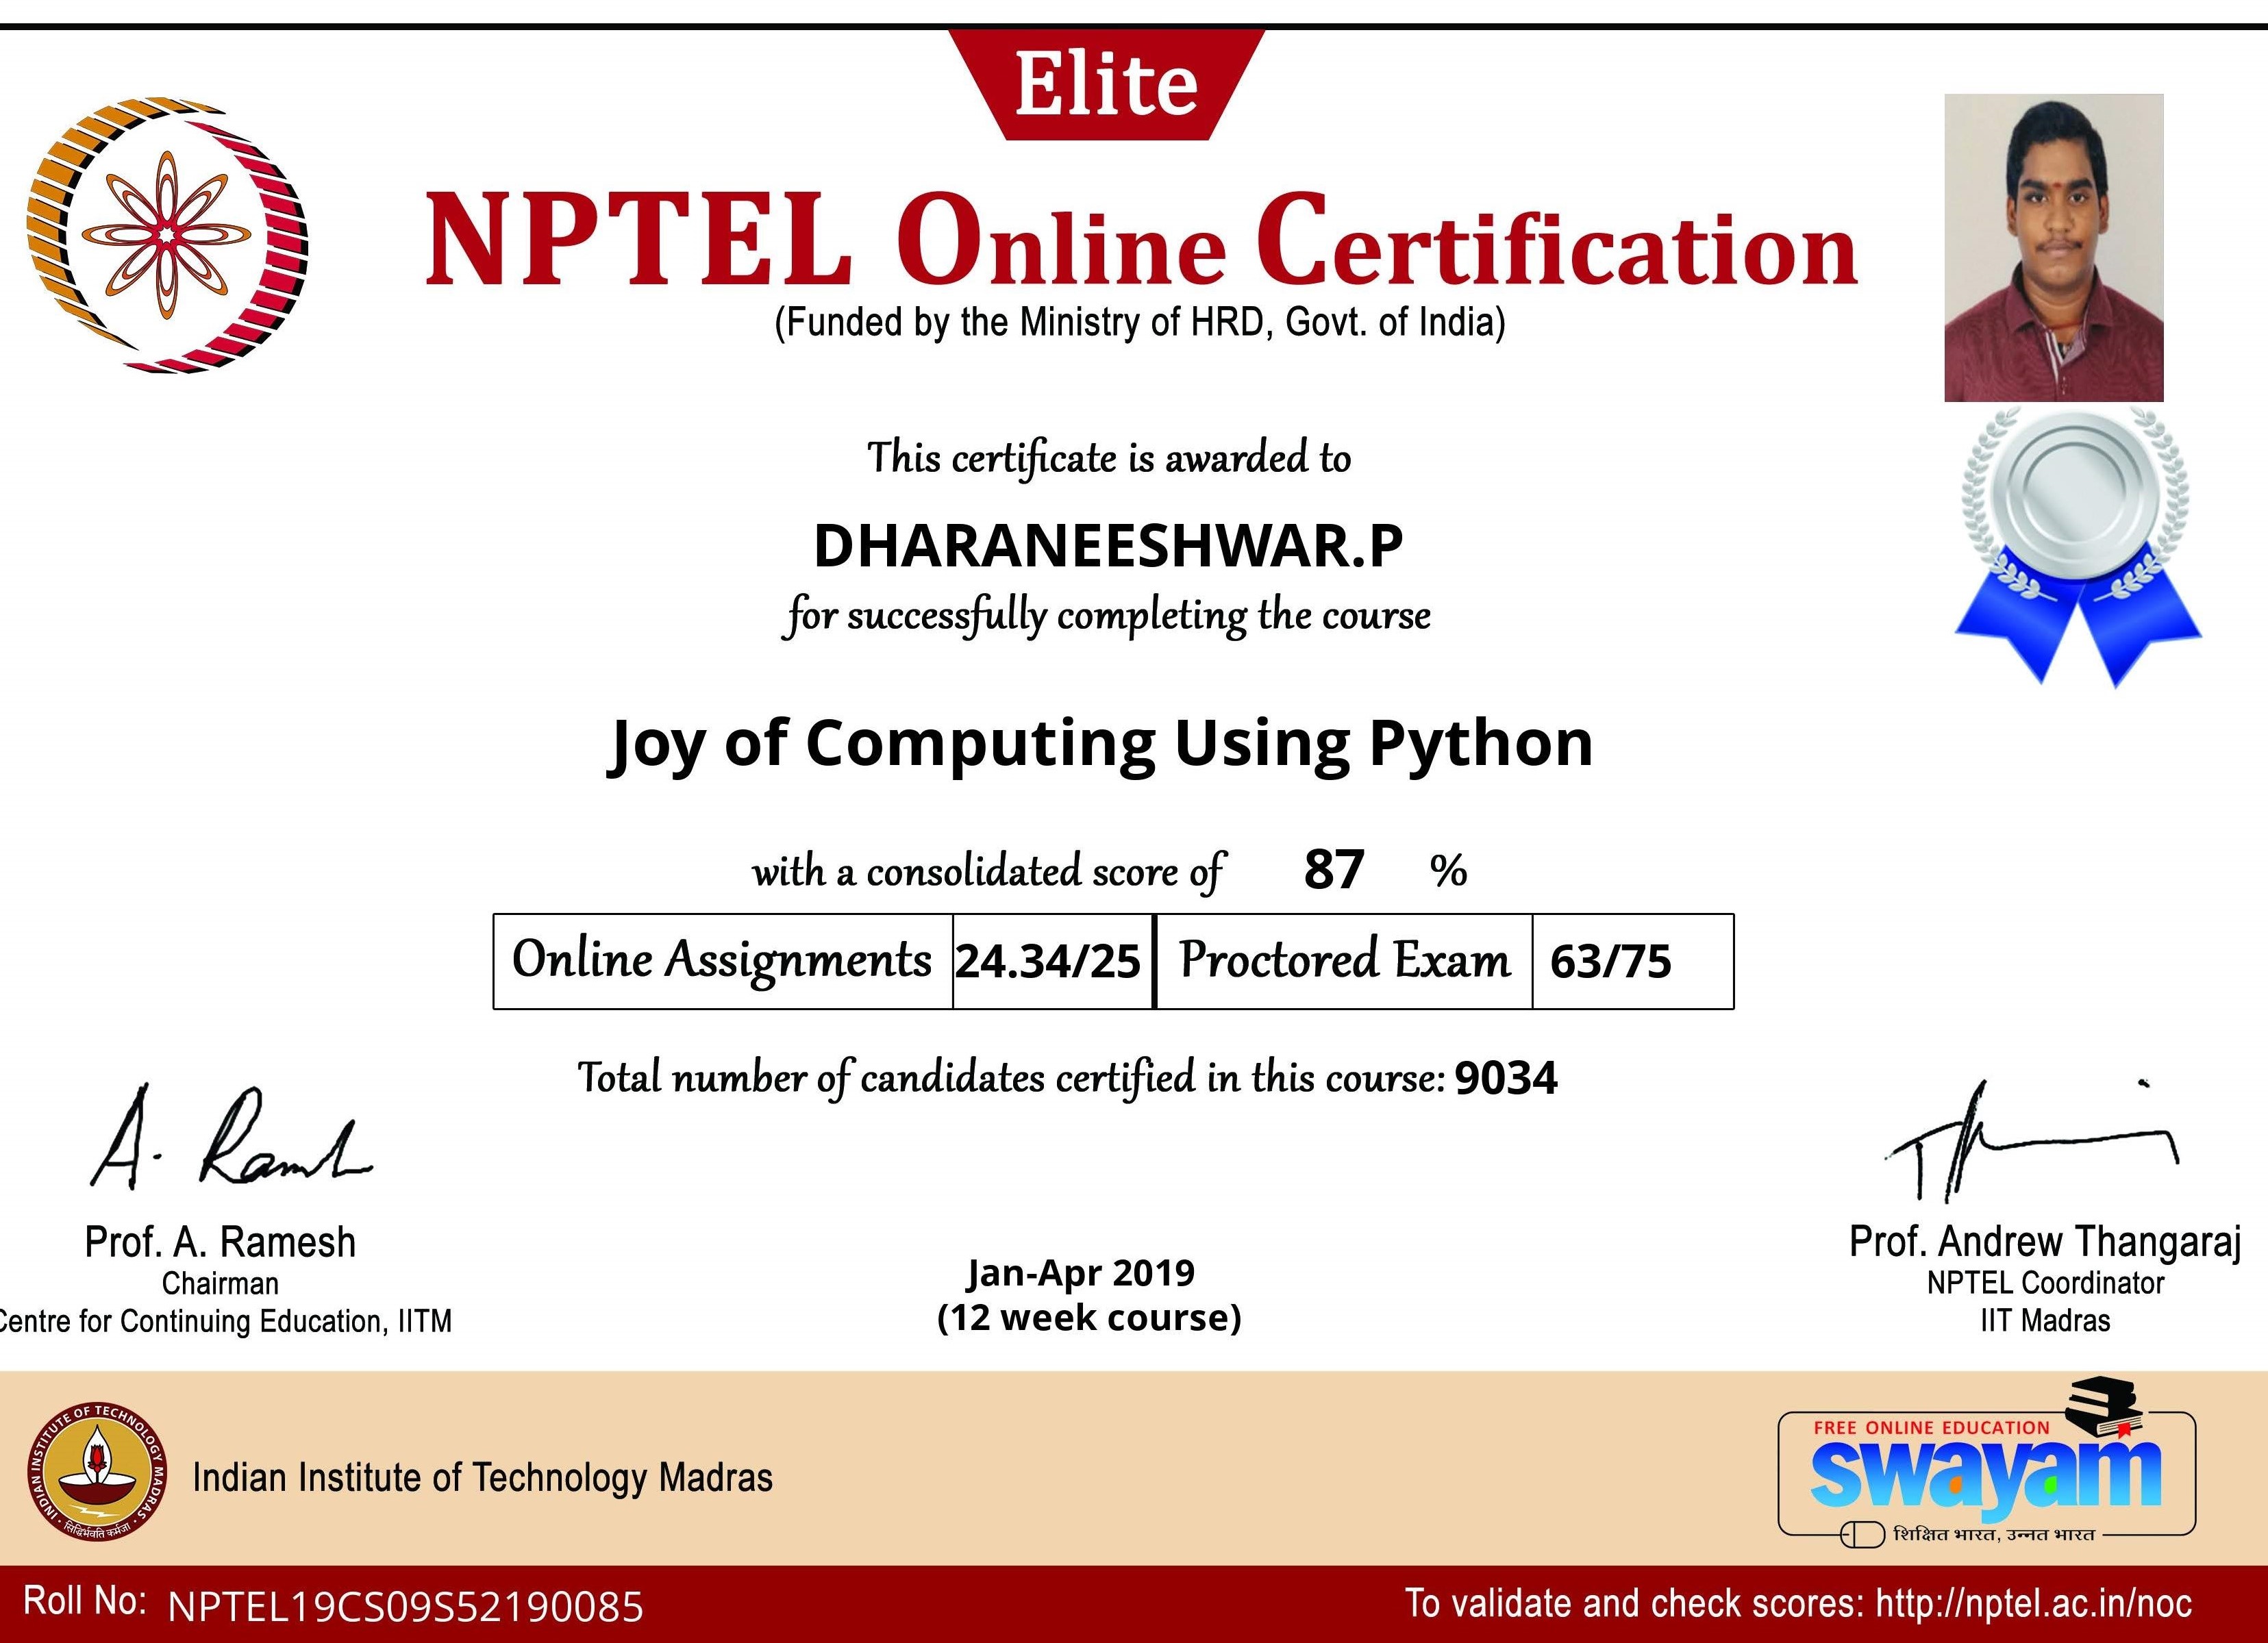 Elite
NPTEL Online Certification
(Funded by the Ministry of HRD, Govt. of India)
This certificate is awarded to
DHARANEESHWAR.P
for successfully completing the course
Joy of Computing Using Python
with a consolidated score of 87 %
Online Assignments 24.34/25 Proctored Exam 63/75
Total number of candidates certified in this course: 9034
A. Ramesh
Prof. A. Ramesh
Chairman
Centre for Continuing Education, IITM
Jan-Apr 2019
(12 week course)
Prof. Andrew Thangaraj
NPTEL Coordinator
IIT Madras
INDIAN INSTITUTE OF TECHNOLOGY MADRAS
सिद्धिर्भवति कर्मजा
Indian Institute of Technology Madras
FREE ONLINE EDUCATION
swayam
शिक्षित भारत, उन्नत भारत
Roll No: NPTEL19CS09S52190085
To validate and check scores: http://nptel.ac.in/noc